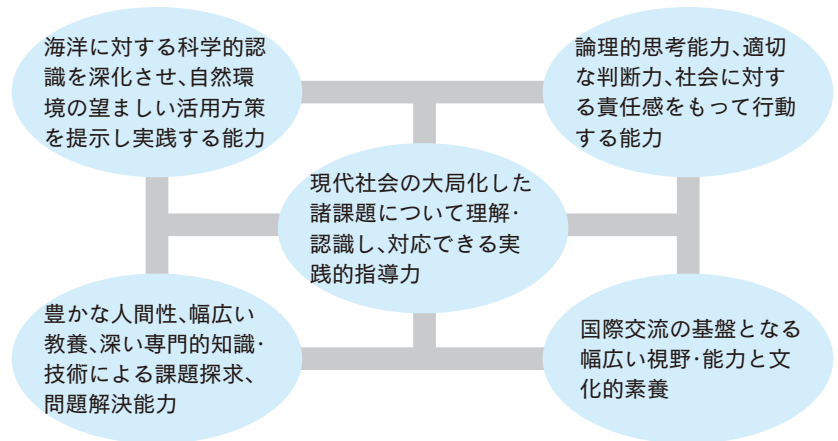 海洋に対する科学的認
識を深化させ、自然環
境の望ましい活用方策
を提示し実践する能力
論理的思考能力、適切
な判断力、社会に対す
る責任感をもって行動
する能力
現代社会の大局化した
諸課題について理解・
認識し、対応できる実
践的指導力
豊かな人間性、幅広い
教養、深い専門的知識・
技術による課題探求、
問題解決能力
国際交流の基盤となる
幅広い視野・能力と文
化的素養